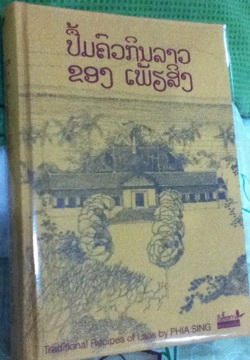 ປຶ້ມຄົວກິນລາວ
ຂອງ ເພັຽສິງ
Traditional Recipes of Laos by PHIA SING